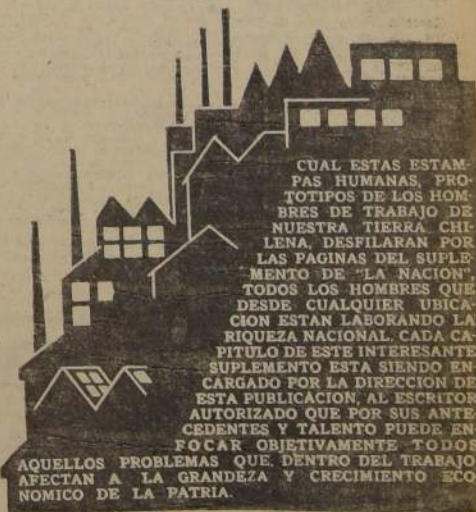 CUAL ESTAS ESTAM-
PAS HUMANAS, PRO-
TOTIPOS DE LOS HOM-
BRES DE TRABAJO DE
NUESTRA TIERRA CHI-
LENA, DESFILARAN POR
LAS PAGINAS DEL SUPLE-
MENTO DE "LA NACION",
TODOS LOS HOMBRES QUE
DESDE CUALQUIER UBICA
CION ESTAN LABORANDO LA
RIQUEZA NACIONAL. CADA CA-
PITULO DE ESTE INTERESANTE
SUPLEMENTO ESTA SIENDO EN-
CARGADO POR LA DIRECCION DE
ESTA PUBLICACION, AL ESCRITOR
AUTORIZADO QUE POR SUS ANTE
CEDENTES Y TALENTO PUEDE EN-
FOCAR OBJETIVAMENTE TODOS
AQUELLOS PROBLEMAS QUE, DENTRO DEL TRABAJO
AFECTAN A LA GRANDEZA Y CRECIMIENTO ECO
NOMICO DE LA PATRIA.